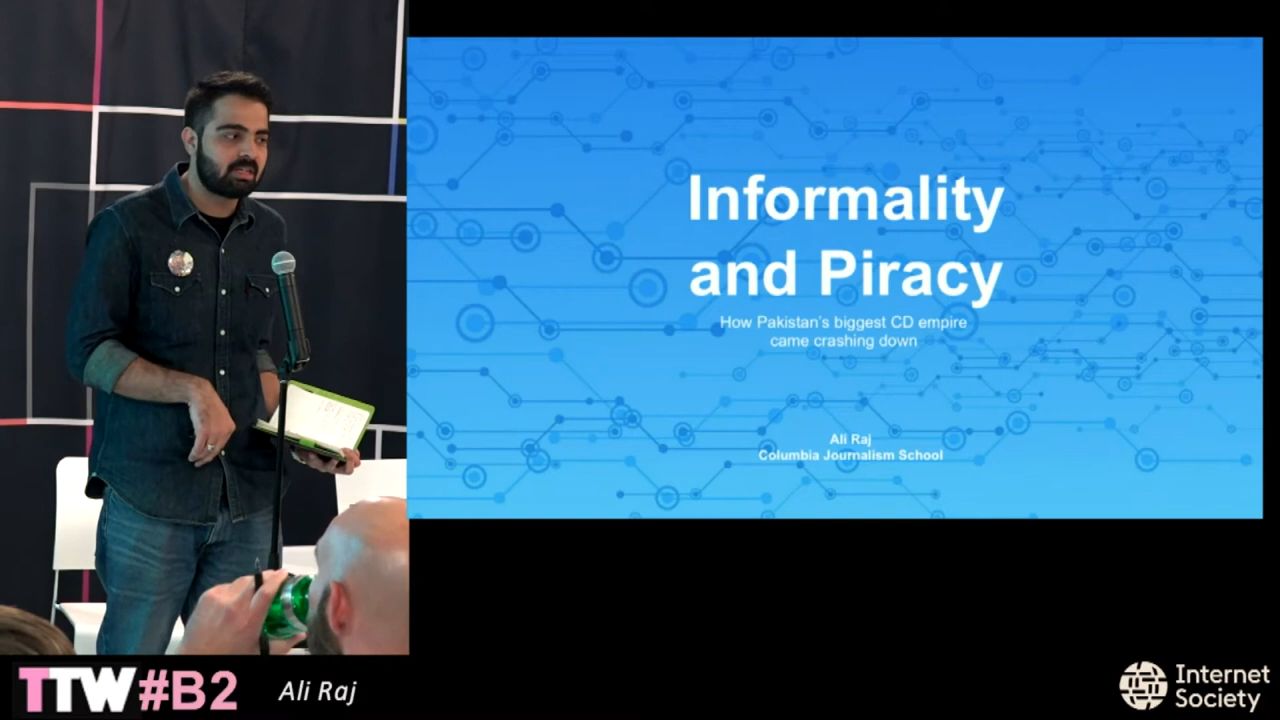 Informality
and Piracy
How Pakistan's biggest CD empire
came crashing down
Ali Raj
Columbia Journalism School
TTW#B2
Ali Raj
Internet
Society